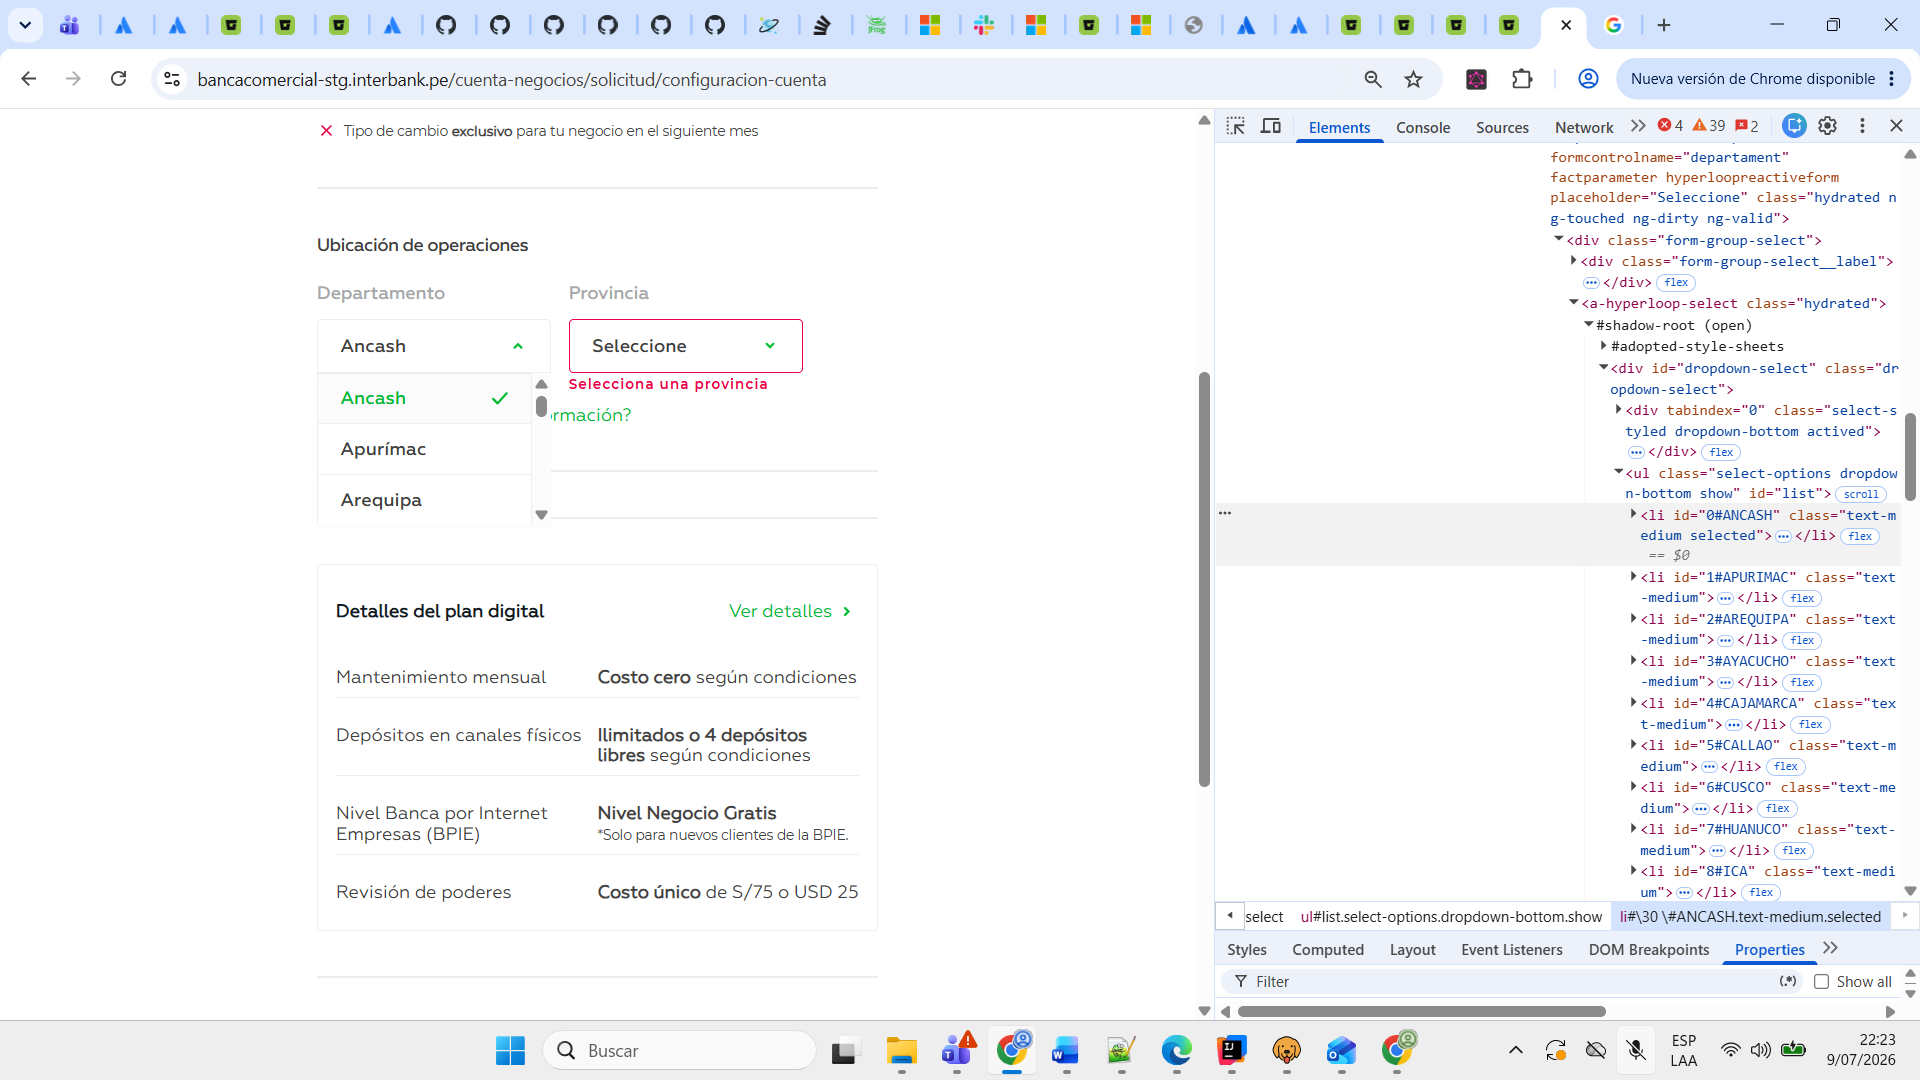 bancacomercial-stg.interbank.pe/cuenta-negocios/solicitud/configuracion-cuenta
Nueva versión de Chrome disponible
Tipo de cambio exclusivo para tu negocio en el siguiente mes
Ubicación de operaciones
Departamento Provincia
Ancash Seleccione
Selecciona una provincia
Ancash
rmación?
Apurímac
Arequipa
Detalles del plan digital Ver detalles
Mantenimiento mensual Costo cero según condiciones
Depósitos en canales físicos Ilimitados o 4 depósitos
libres según condiciones
Nivel Banca por Internet Nivel Negocio Gratis
Empresas (BPIE) *Solo para nuevos clientes de la BPIE.
Revisión de poderes Costo único de S/75 o USD 25
Elements Console Sources Network 4 39 2
formcontrolname="departament"
factparameter hyperloopreactiveform
placeholder="Seleccione" class="hydrated n
g-touched ng-dirty ng-valid">
<div class="form-group-select">
<div class="form-group-select__label">
</div> flex
<a-hyperloop-select class="hydrated">
#shadow-root (open)
#adopted-style-sheets
<div id="dropdown-select" class="dr
opdown-select">
<div tabindex="0" class="select-s
tyled dropdown-bottom actived">
</div> flex
<ul class="select-options dropdow
n-bottom show" id="list"> scroll
<li id="0#ANCASH" class="text-m
edium selected"> </li> flex
== $0
<li id="1#APURIMAC" class="text
-medium"> </li> flex
<li id="2#AREQUIPA" class="text
-medium"> </li> flex
<li id="3#AYACUCHO" class="text
-medium"> </li> flex
<li id="4#CAJAMARCA" class="tex
t-medium"> </li> flex
<li id="5#CALLAO" class="text-m
edium"> </li> flex
<li id="6#CUSCO" class="text-me
dium"> </li> flex
<li id="7#HUANUCO" class="text-
medium"> </li> flex
<li id="8#ICA" class="text-medi
um"> </li> flex
select ul#list.select-options.dropdown-bottom.show li#\30 \#ANCASH.text-medium.selected
Styles Computed Layout Event Listeners DOM Breakpoints Properties
Filter (.*) Show all
Buscar
ESP
LAA
22:23
9/07/2026